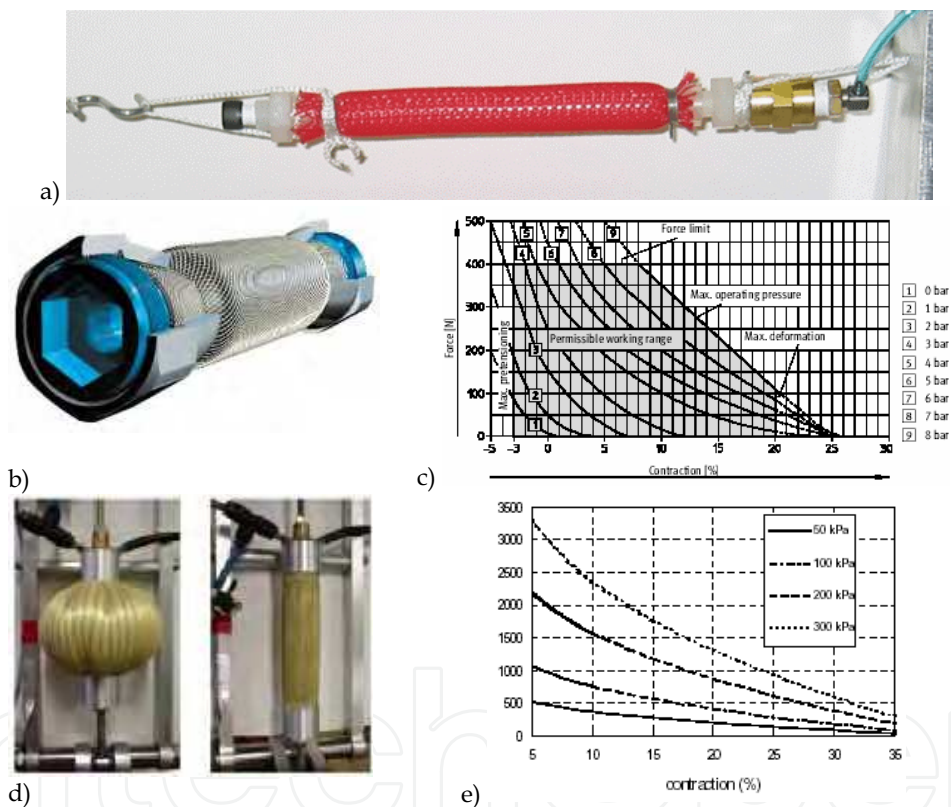 a)
b)
c)
Force [N]
500
400
300
200
100
0
-5 -3 0 5 10 15 20 25 30
Contraction [%]
Max. pretensioning
Permissible working range
Force limit
Max. operating pressure
Max. deformation
5 7 9
4 6 8
3
2
1
1 0 bar
2 1 bar
3 2 bar
4 3 bar
5 4 bar
6 5 bar
7 6 bar
8 7 bar
9 8 bar
d)
e)
3500
3000
2500
2000
1500
1000
500
0
5 10 15 20 25 30 35
contraction (%)
50 kPa
100 kPa
200 kPa
300 kPa